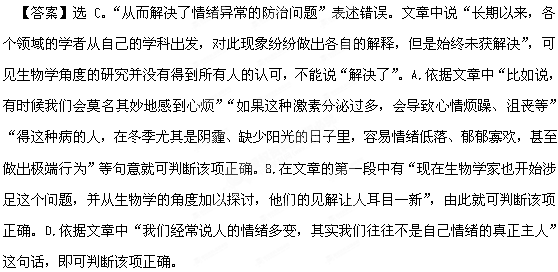 【答案】选 C。“从而解决了情绪异常的防治问题”表述错误。文章中说“长期以来，各
个领域的学者从自己的学科出发，对此现象纷纷做出各自的解释，但是始终未获解决”，可
见生物学角度的研究并没有得到所有人的认可，不能说“解决了”。A.依据文章中“比如说，
有时候我们会莫名其妙地感到心烦”“如果这种激素分泌过多，会导致心情烦躁、沮丧等”
“得这种病的人，在冬季尤其是阴霾、缺少阳光的日子里，容易情绪低落、郁郁寡欢，甚至
做出极端行为”等句意就可判断该项正确。B.在文章的第一段中有“现在生物学家也开始涉
足这个问题，并从生物学的角度加以探讨，他们的见解让人耳目一新”，由此就可判断该项
正确。D.依据文章中“我们经常说人的情绪多变，其实我们往往不是自己情绪的真正主人”
这句话，即可判断该项正确。